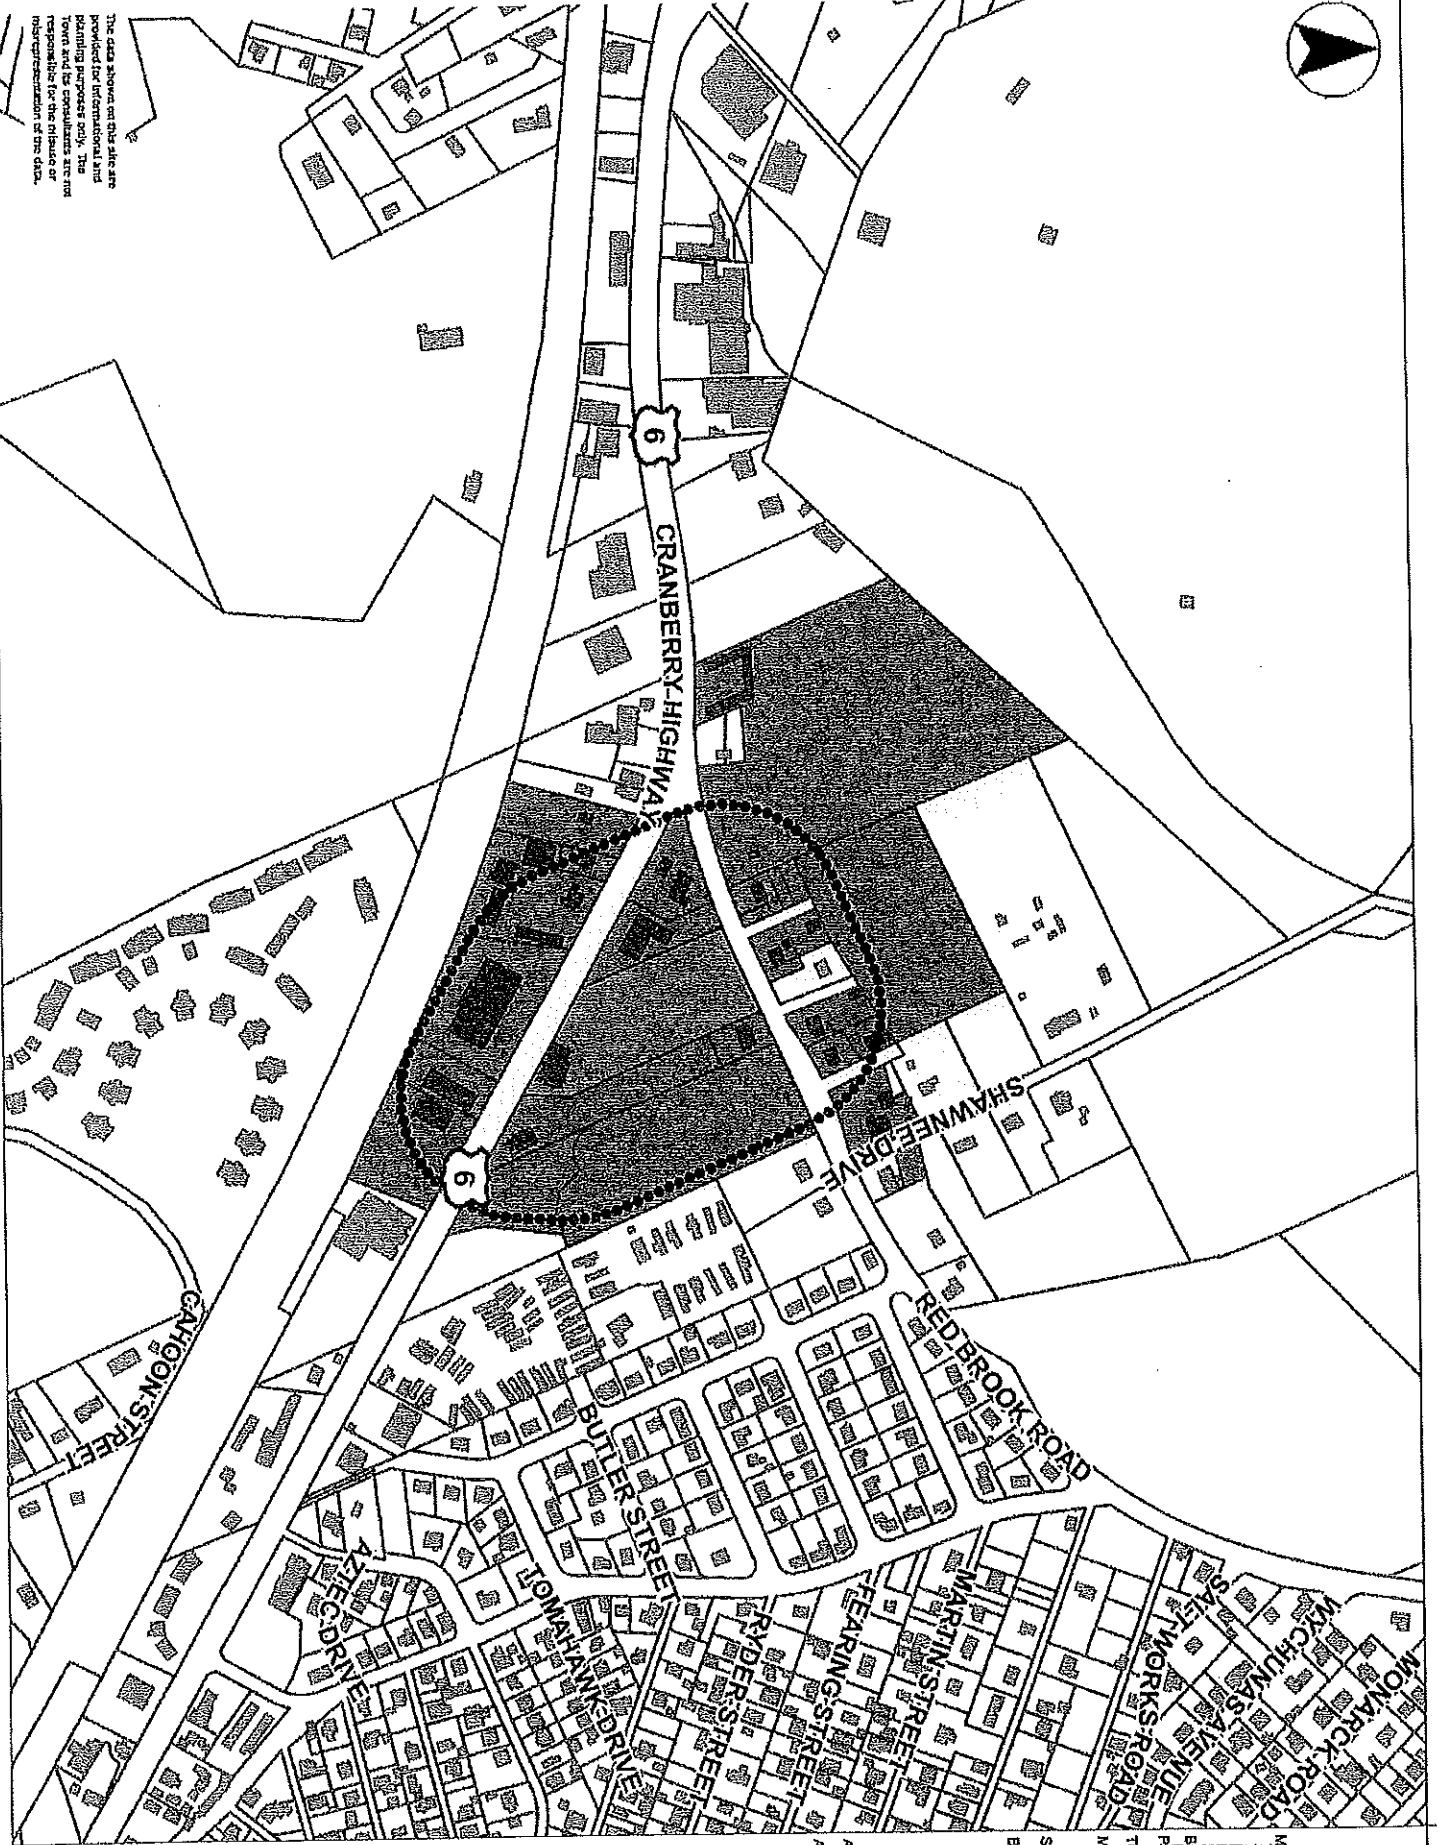 The data shown on this site are
provided for informational and
planning purposes only. The
Town and its consultants are not
responsible for the misuse or
misrepresentation of the data.
6
CRANBERRY HIGHWAY
6
SHAWNEE DRIVE
RED BROOK ROAD
CAHOON STREET
BUTLER STREET
AZTEC DRIVE
TOMAHAWK DRIVE
RYDER STREET
FEARING STREET
MARTIN STREET
SALT WORKS ROAD
WYCHUNAS AVENUE
MONARCK ROAD